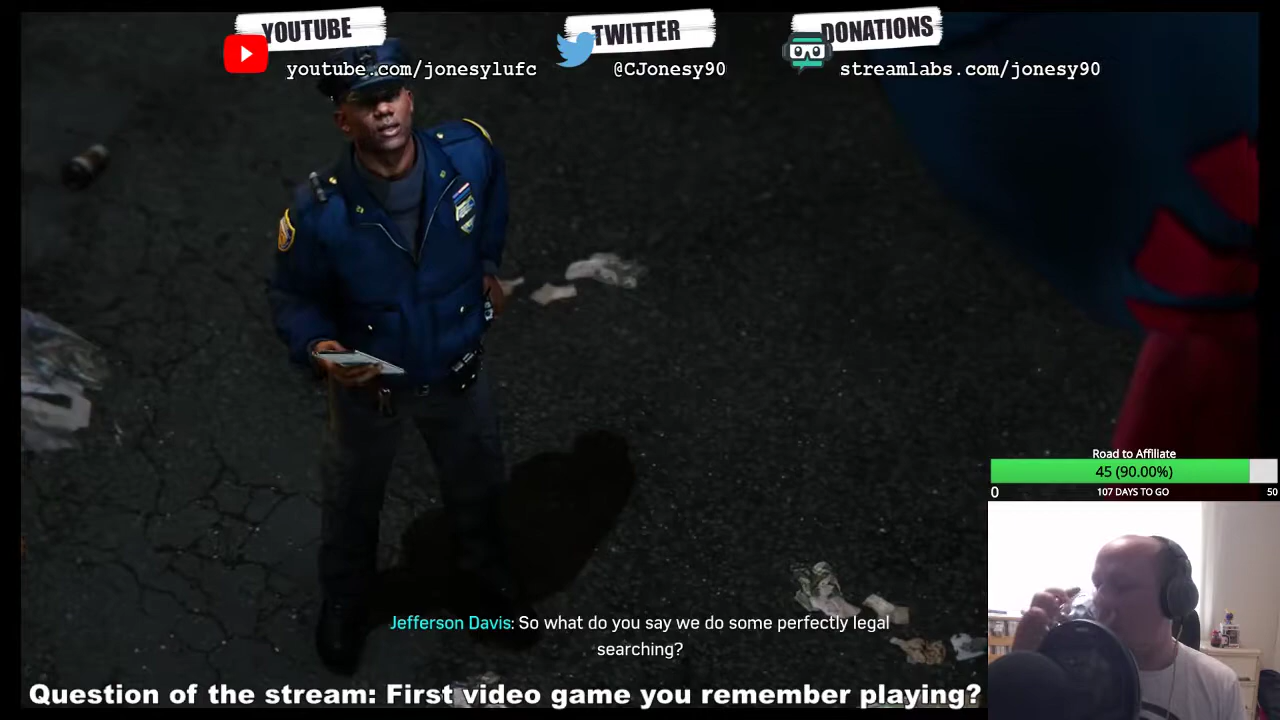 YOUTUBE
youtube.com/jonesylufc
TWITTER
@CJonesy90
DONATIONS
streamlabs.com/jonesy90
Road to Affiliate
45 (90.00%)
0
107 DAYS TO GO
50
Jefferson Davis: So what do you say we do some perfectly legal
searching?
Question of the stream: First video game you remember playing?